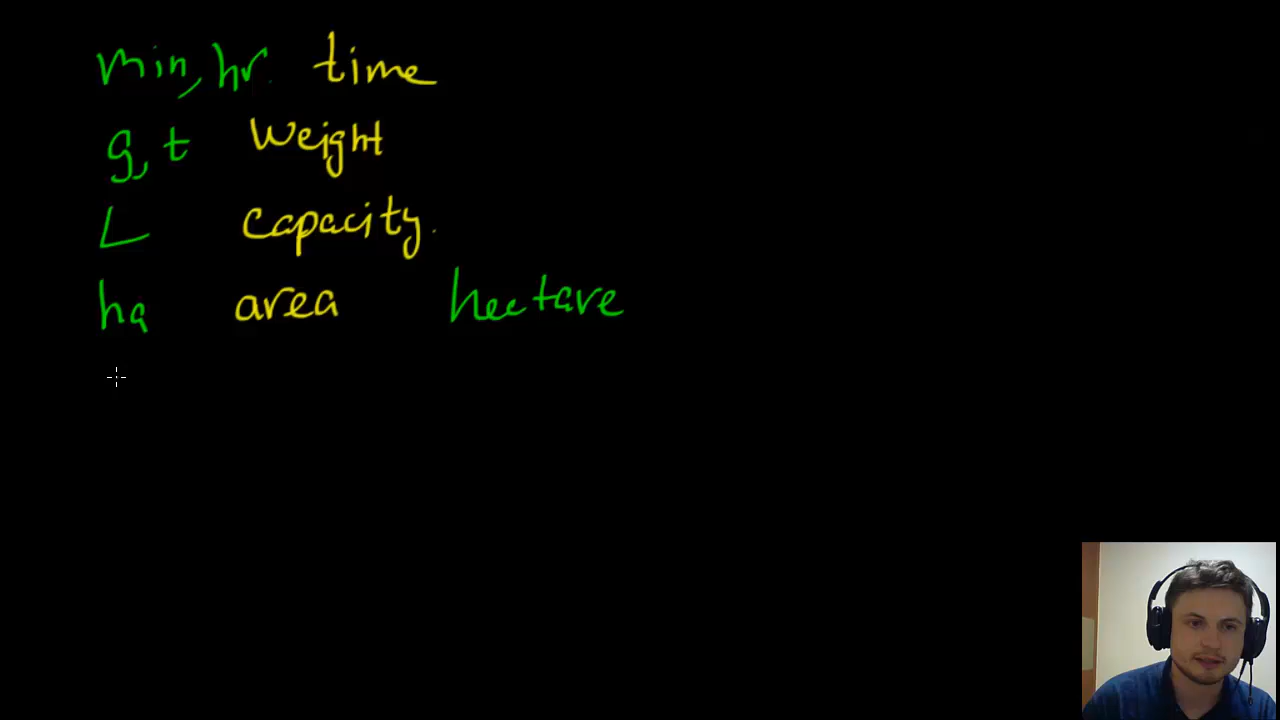 min, hr. time
g, t Weight
L capacity.
ha area hectare